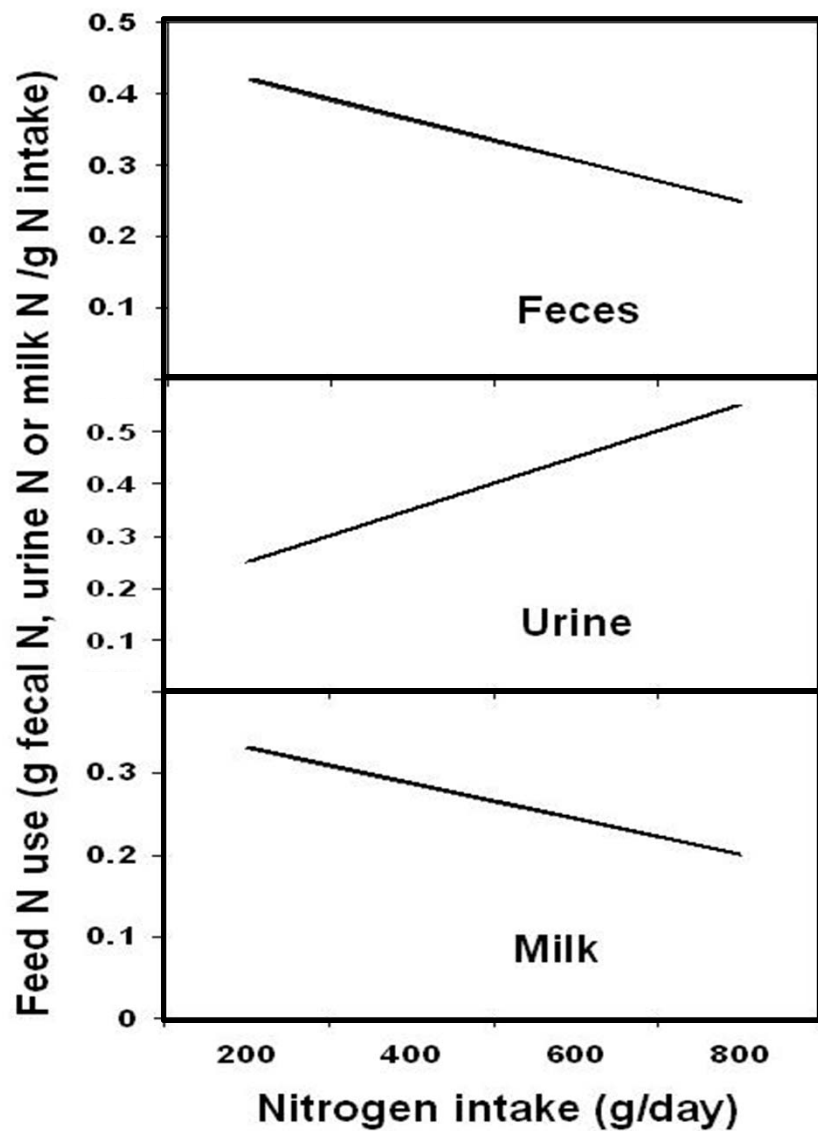 Feed N use (g fecal N, urine N or milk N /g N intake)
0.5
0.4
0.3
0.2
0.1
Feces
0.5
0.4
0.3
0.2
0.1
Urine
0.3
0.2
0.1
0
Milk
200 400 600 800
Nitrogen intake (g/day)